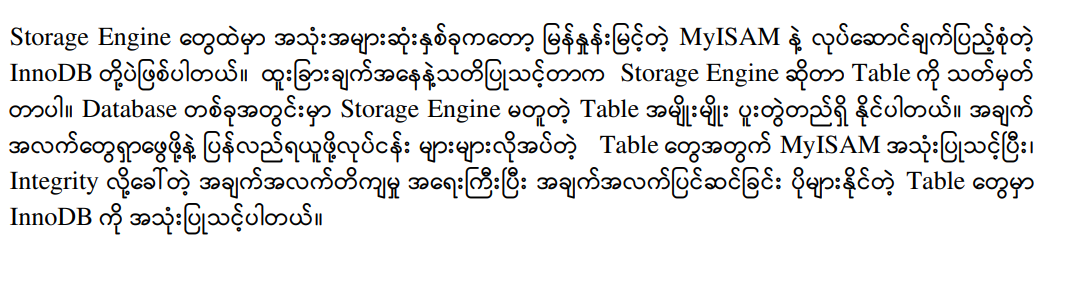 Storage Engine တွေထဲမှာ အသုံးအများဆုံးနှစ်ခုကတော့ မြန်နှုန်းမြင့်တဲ့ MyISAM နဲ့ လုပ်ဆောင်ချက်ပြည့်စုံတဲ့
InnoDB တို့ပဲဖြစ်ပါတယ်။ ထူးခြားချက်အနေနဲ့သတိပြုသင့်တာက Storage Engine ဆိုတာ Table ကို သတ်မှတ်
တာပါ။ Database တစ်ခုအတွင်းမှာ Storage Engine မတူတဲ့ Table အမျိုးမျိုး ပူးတွဲတည်ရှိ နိုင်ပါတယ်။ အချက်
အလက်တွေရှာဖွေဖို့နဲ့ ပြန်လည်ရယူဖို့လုပ်ငန်း များများလိုအပ်တဲ့ Table တွေအတွက် MyISAM အသုံးပြုသင့်ပြီး၊
Integrity လို့ခေါ်တဲ့ အချက်အလက်တိကျမှု အရေးကြီးပြီး အချက်အလက်ပြင်ဆင်ခြင်း ပိုများနိုင်တဲ့ Table တွေမှာ
InnoDB ကို အသုံးပြုသင့်ပါတယ်။